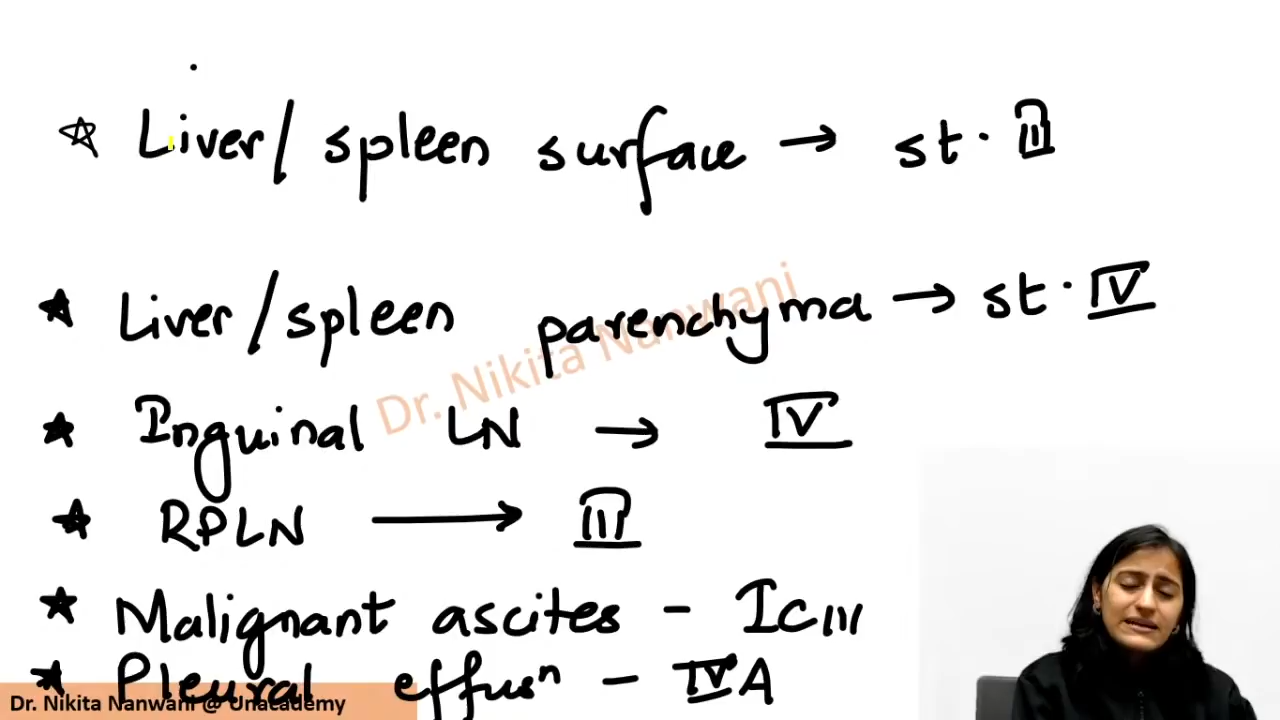 ☆ Liver/ spleen surface → st. III
★ Liver/spleen parenchyma → st. IV
Dr. Nikita Nanwani
★ Inguinal LN → IV
★ RPLN → III
★ Malignant ascites - IC III
★ Pleural effusⁿ - IVA
Dr. Nikita Nanwani @ Unacademy